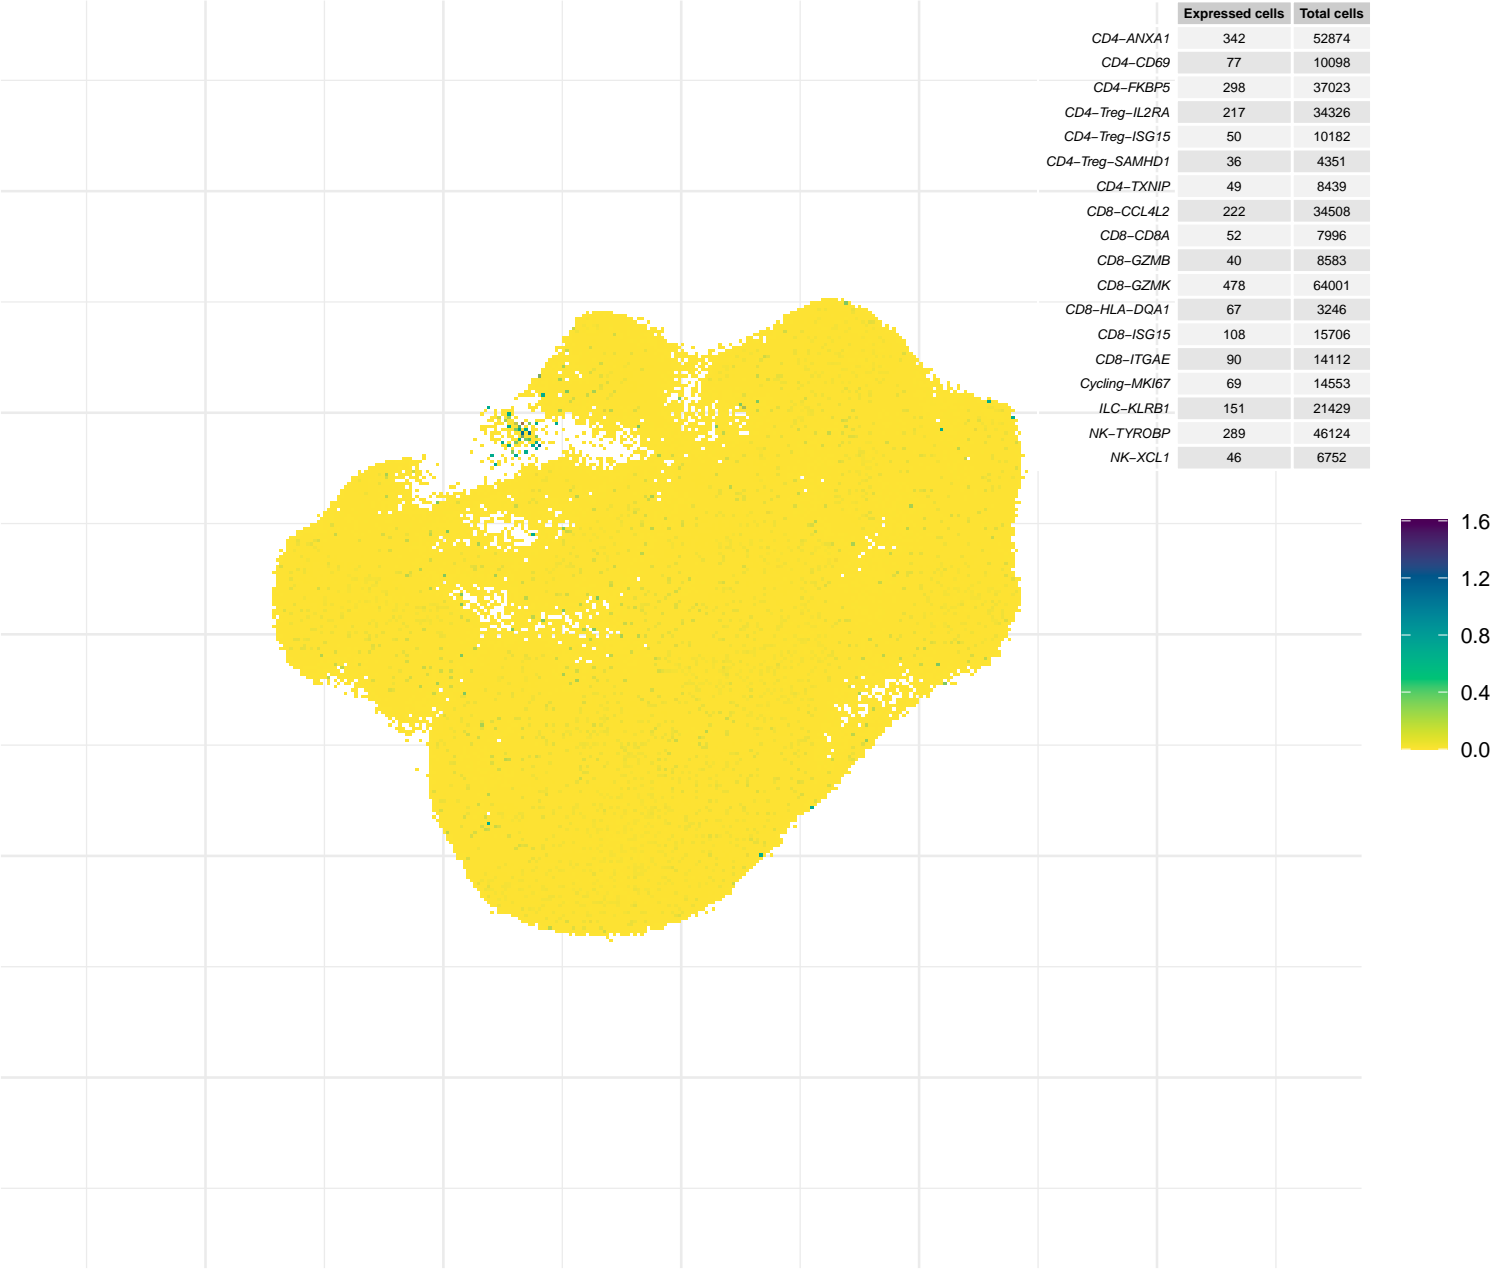 Expressed cells Total cells
CD4−ANXA1 342 52874
CD4−CD69 77 10098
CD4−FKBP5 298 37023
CD4−Treg−IL2RA 217 34326
CD4−Treg−ISG15 50 10182
CD4−Treg−SAMHD1 36 4351
CD4−TXNIP 49 8439
CD8−CCL4L2 222 34508
CD8−CD8A 52 7996
CD8−GZMB 40 8583
CD8−GZMK 478 64001
CD8−HLA−DQA1 67 3246
CD8−ISG15 108 15706
CD8−ITGAE 90 14112
Cycling−MKI67 69 14553
ILC−KLRB1 151 21429
NK−TYROBP 289 46124
NK−XCL1 46 6752
1.6
1.2
0.8
0.4
0.0